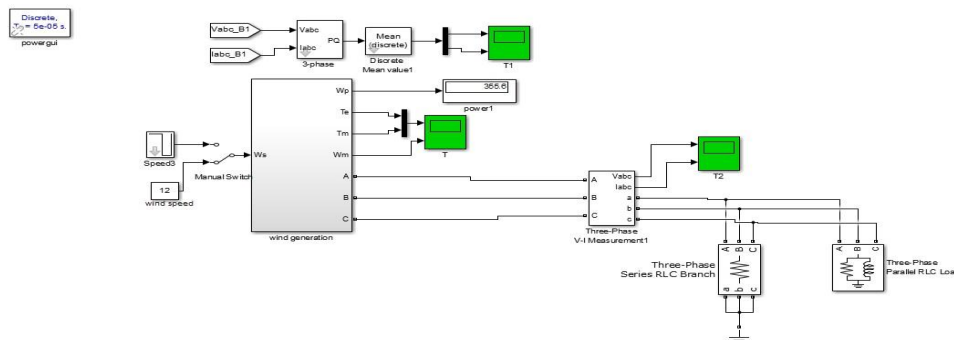 Discrete,
= 5e-05 s.
powergui
Vabc_B1
Iabc_B1
Vabc
Iabc
PQ
3-phase
Mean
(discrete)
Discrete
Mean value1
T1
Wp
Te
Tm
Wm
A
B
C
Ws
wind generation
355.6
power1
T
Speed3
12
wind speed
Manual Switch
A
B
C
Vabc
Iabc
a
b
c
Three-Phase
V-I Measurement1
T2
A
B
C
a
b
c
Three-Phase
Series RLC Branch
A
B
C
Three-Phase
Parallel RLC Loa